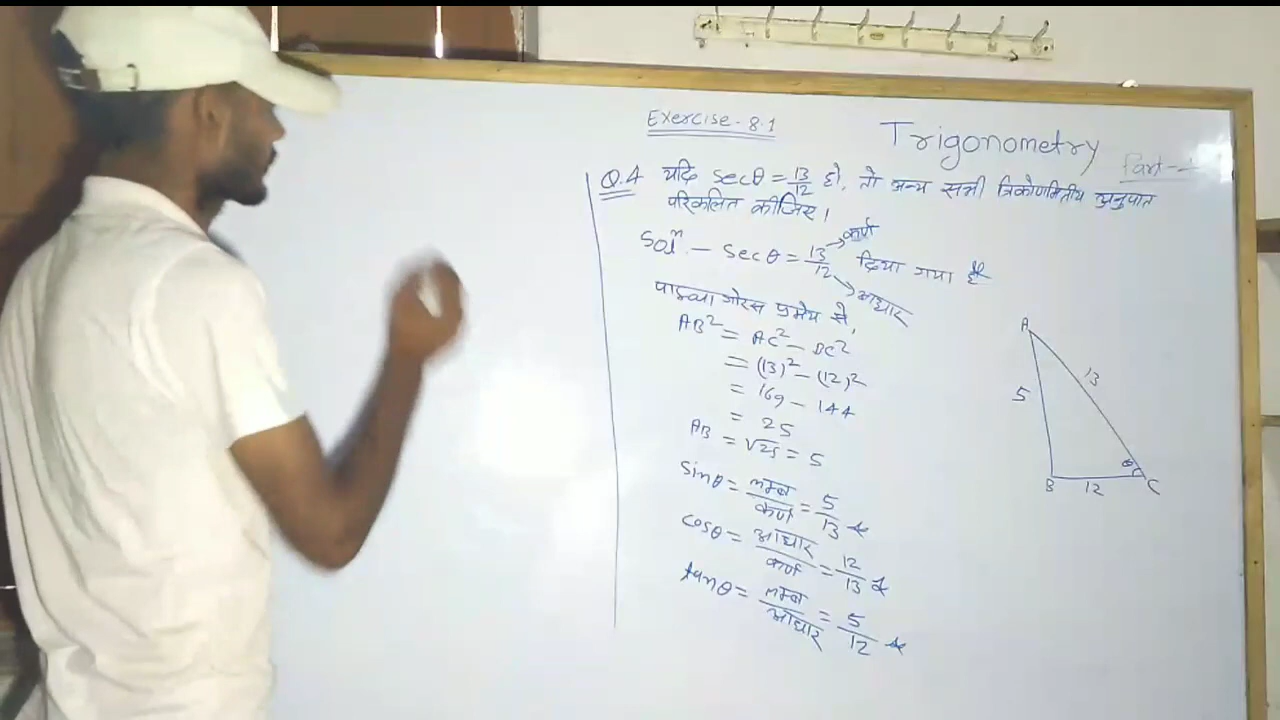 Exercise - 8.1
Trigonometry
Part -
Q.4 यदि secθ = 13/12 हो, तो अन्य सभी त्रिकोणमितीय अनुपात
परिकलित कीजिए।
Solⁿ. - Secθ = 13/12 दिया गया है
कर्ण
आधार
पाइथागोरस प्रमेय से,
AB² = AC² - BC²
= (13)² - (12)²
= 169 - 144
= 25
AB = √25 = 5
Sinθ = लम्ब/कर्ण = 5/13
Cosθ = आधार/कर्ण = 12/13
tanθ = लम्ब/आधार = 5/12
A
13
5
θ
B 12 C